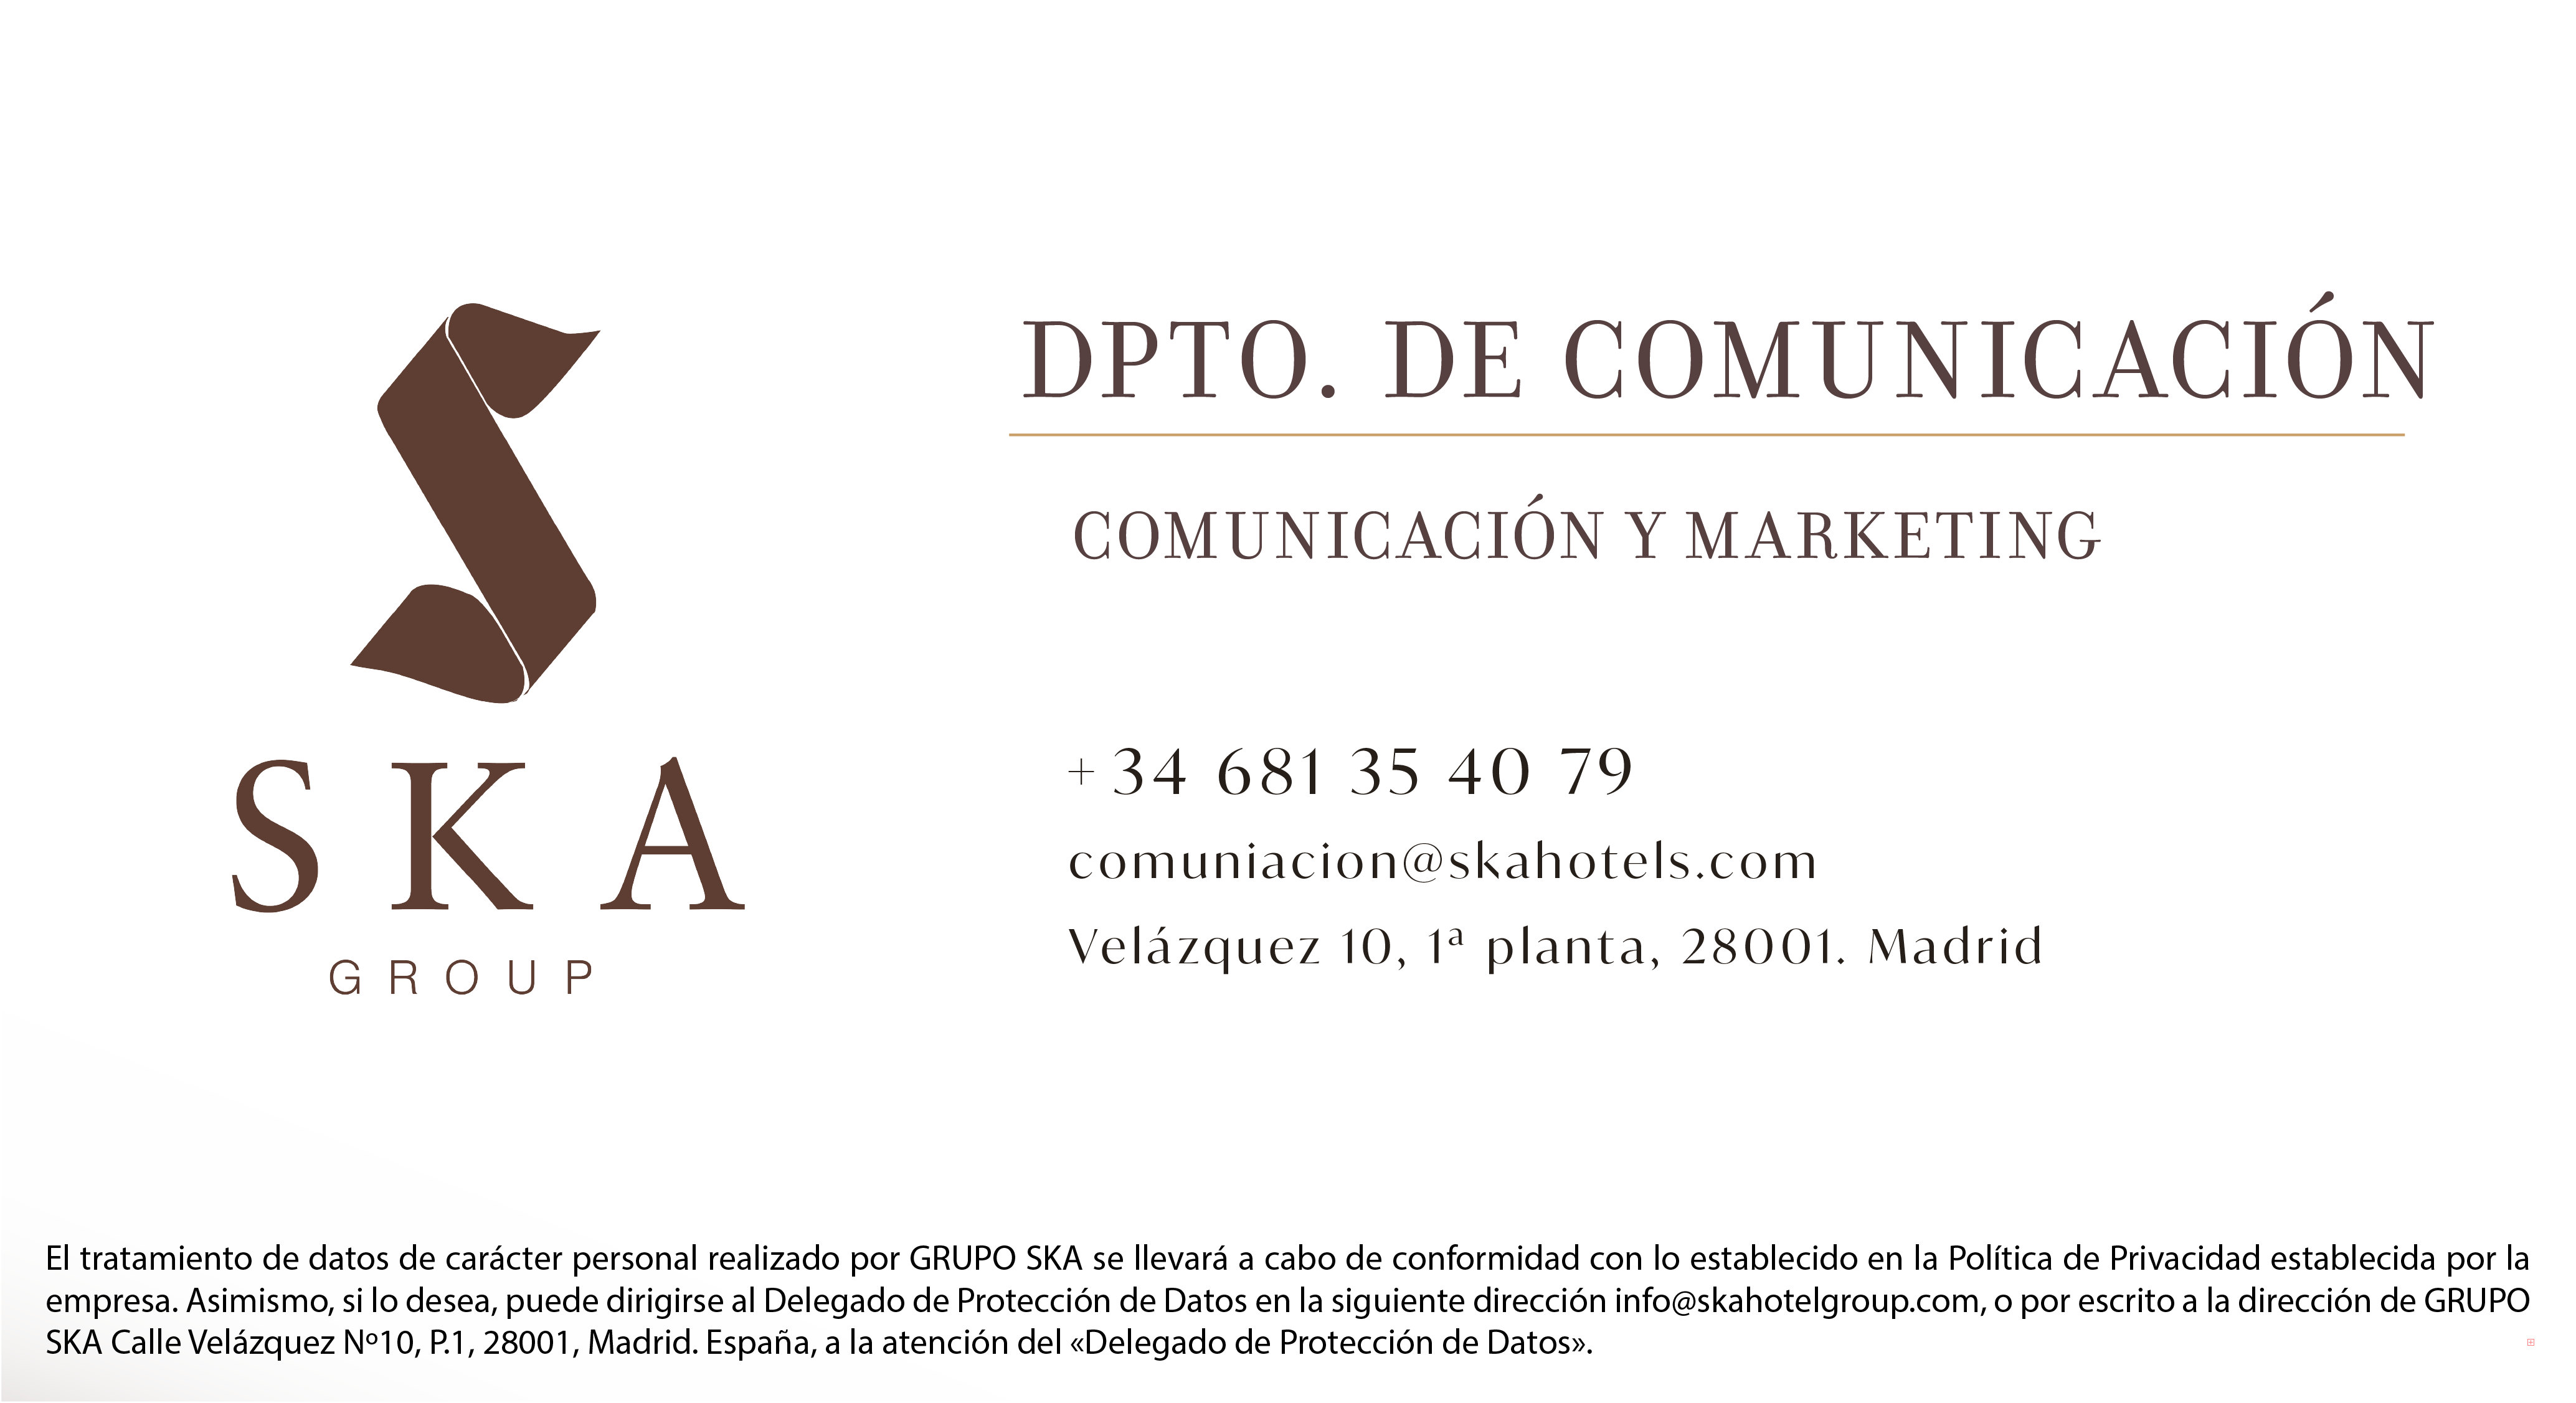 SKA
GROUP
DPTO. DE COMUNICACIÓN
COMUNICACIÓN Y MARKETING
+ 34 681 35 40 79
comuniacion@skahotels.com
Velázquez 10, 1ª planta, 28001. Madrid
El tratamiento de datos de carácter personal realizado por GRUPO SKA se llevará a cabo de conformidad con lo establecido en la Política de Privacidad establecida por la
empresa. Asimismo, si lo desea, puede dirigirse al Delegado de Protección de Datos en la siguiente dirección info@skahotelgroup.com, o por escrito a la dirección de GRUPO
SKA Calle Velázquez Nº10, P.1, 28001, Madrid. España, a la atención del «Delegado de Protección de Datos».